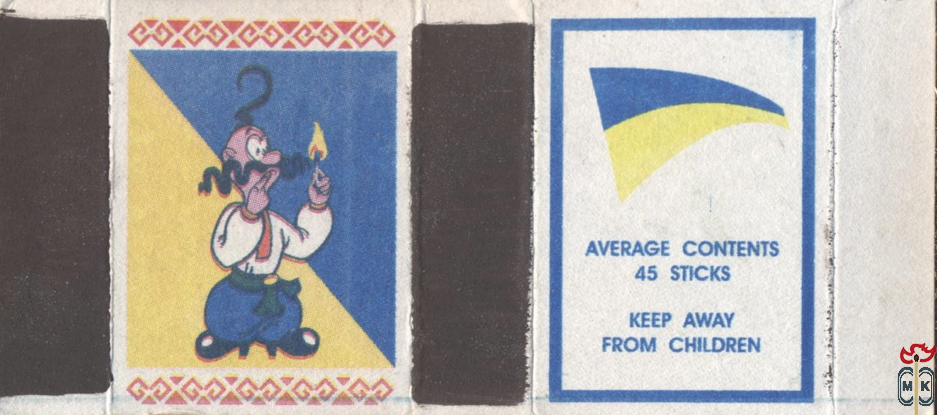 AVERAGE CONTENTS
45 STICKS
KEEP AWAY
FROM CHILDREN
M K